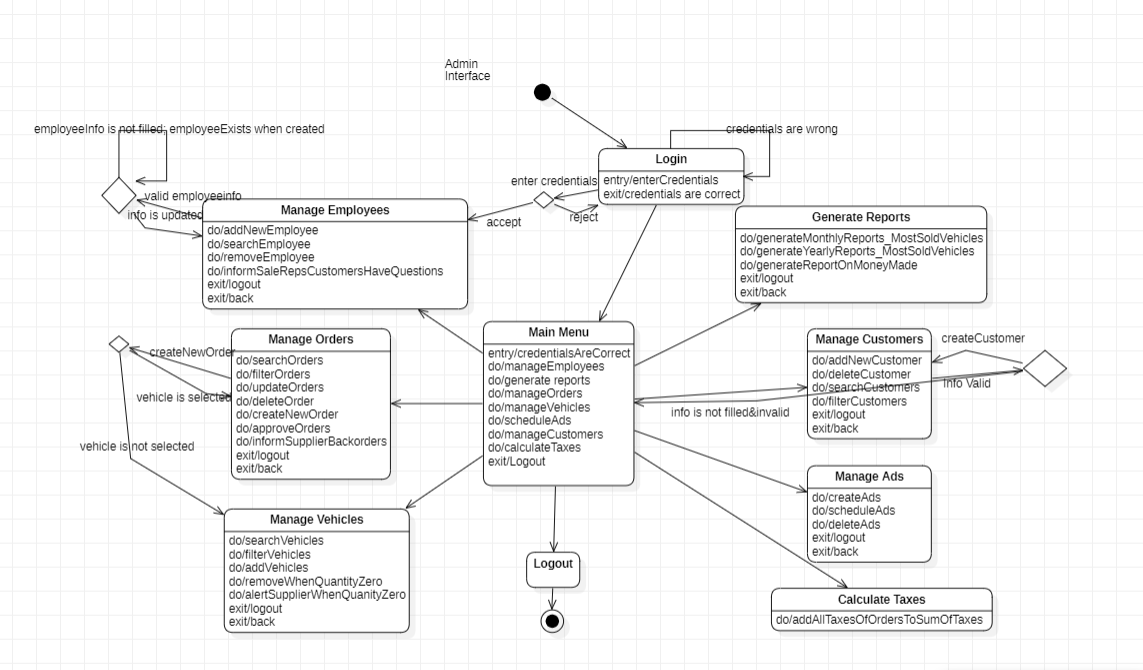 Admin
Interface
employeeInfo is not filled; employeeExists when created
credentials are wrong
Login
entry/enterCredentials
exit/credentials are correct
enter credentials
accept
reject
valid employeeinfo
info is updated
Manage Employees
do/addNewEmployee
do/searchEmployee
do/removeEmployee
do/informSaleRepsCustomersHaveQuestions
exit/logout
exit/back
Generate Reports
do/generateMonthlyReports_MostSoldVehicles
do/generateYearlyReports_MostSoldVehicles
do/generateReportOnMoneyMade
exit/logout
exit/back
Manage Orders
do/searchOrders
do/filterOrders
do/updateOrders
do/deleteOrder
do/createNewOrder
do/approveOrders
do/informSupplierBackorders
exit/logout
exit/back
createNewOrder
vehicle is selected
vehicle is not selected
Main Menu
entry/credentialsAreCorrect
do/manageEmployees
do/generate reports
do/manageOrders
do/manageVehicles
do/scheduleAds
do/manageCustomers
do/calculateTaxes
exit/Logout
Manage Customers
do/addNewCustomer
do/deleteCustomer
do/searchCustomers
do/filterCustomers
exit/logout
exit/back
createCustomer
Info Valid
info is not filled&invalid
Manage Ads
do/createAds
do/scheduleAds
do/deleteAds
exit/logout
exit/back
Manage Vehicles
do/searchVehicles
do/filterVehicles
do/addVehicles
do/removeWhenQuantityZero
do/alertSupplierWhenQuanityZero
exit/logout
exit/back
Logout
Calculate Taxes
do/addAllTaxesOfOrdersToSumOfTaxes